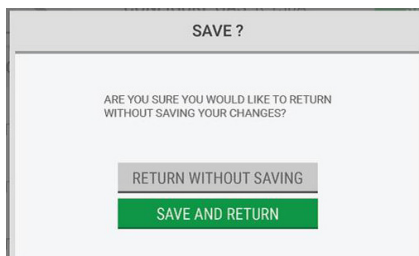 SAVE ?
ARE YOU SURE YOU WOULD LIKE TO RETURN
WITHOUT SAVING YOUR CHANGES?
RETURN WITHOUT SAVING
SAVE AND RETURN